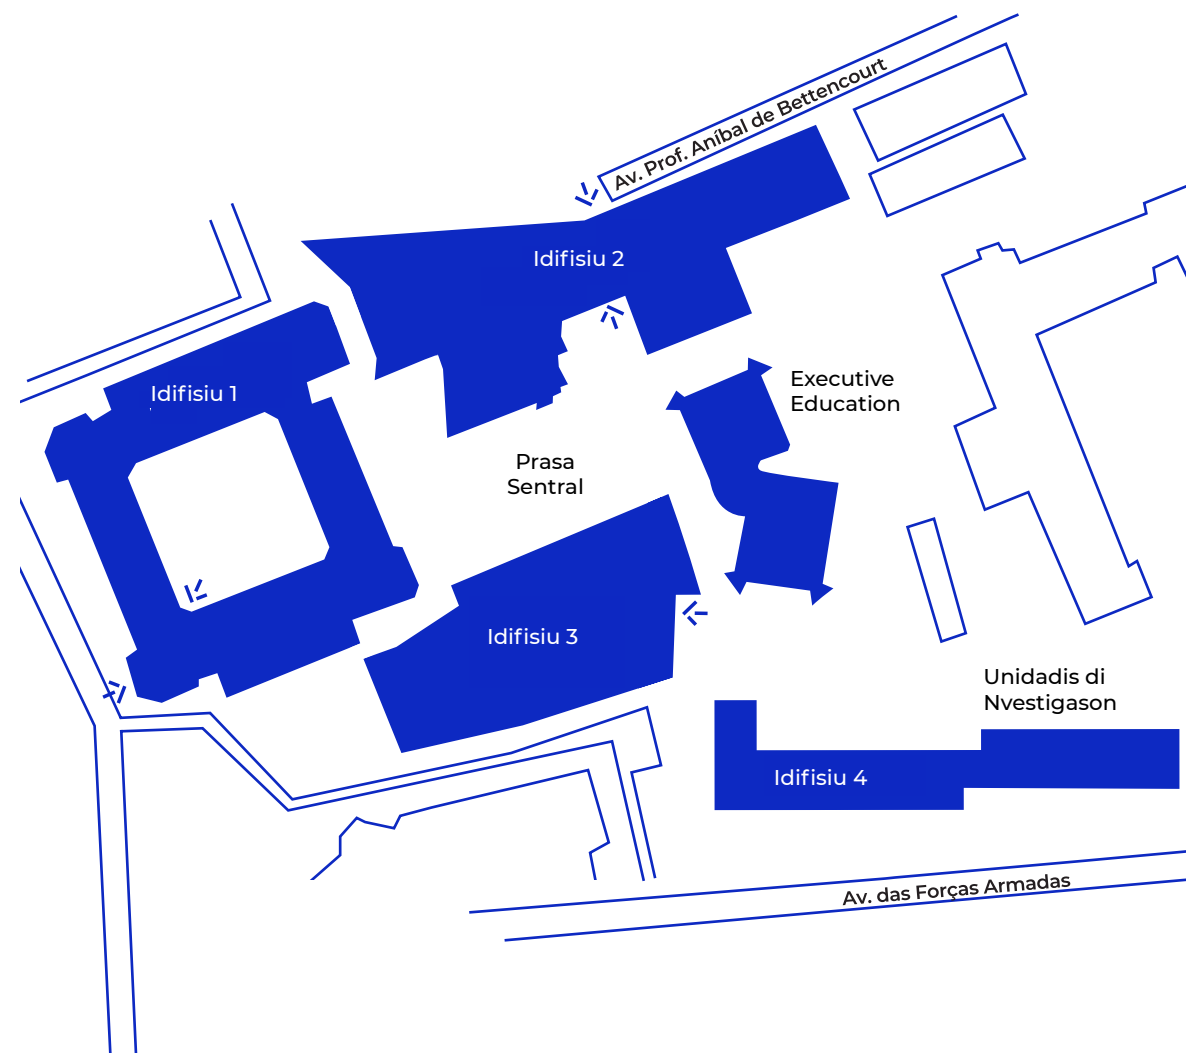 Av. Prof. Aníbal de Bettencourt
Idifisiu 2
Idifisiu 1
Executive
Education
Prasa
Sentral
Idifisiu 3
Unidadis di
Nvestigason
Idifisiu 4
Av. das Forças Armadas